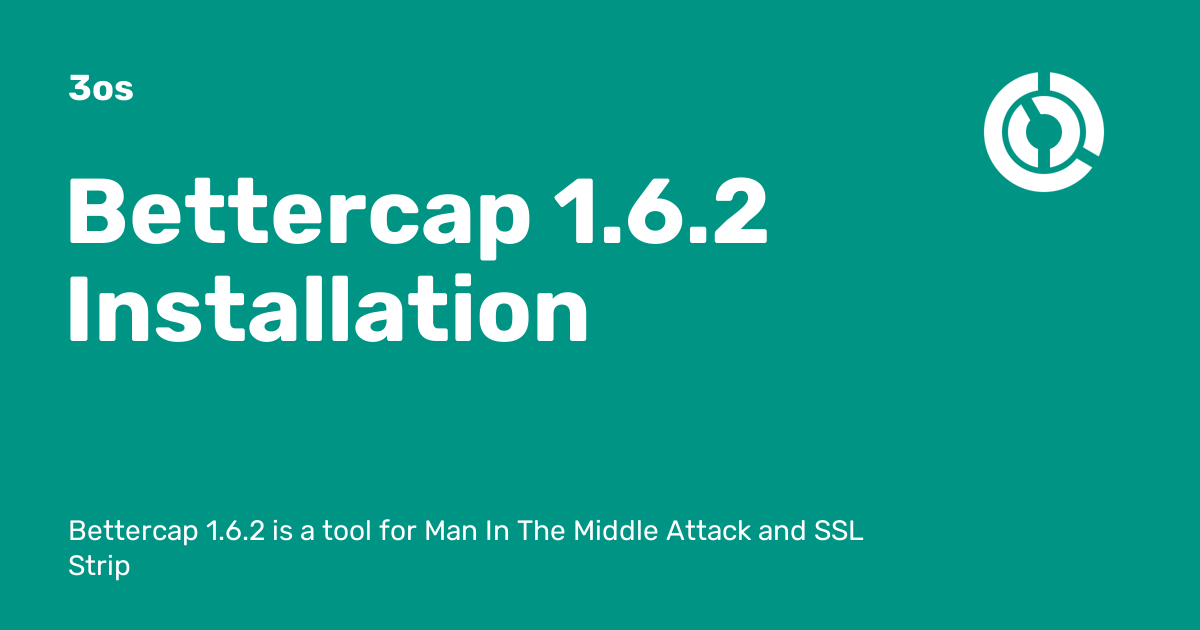 3os
Bettercap 1.6.2
Installation
Bettercap 1.6.2 is a tool for Man In The Middle Attack and SSL
Strip